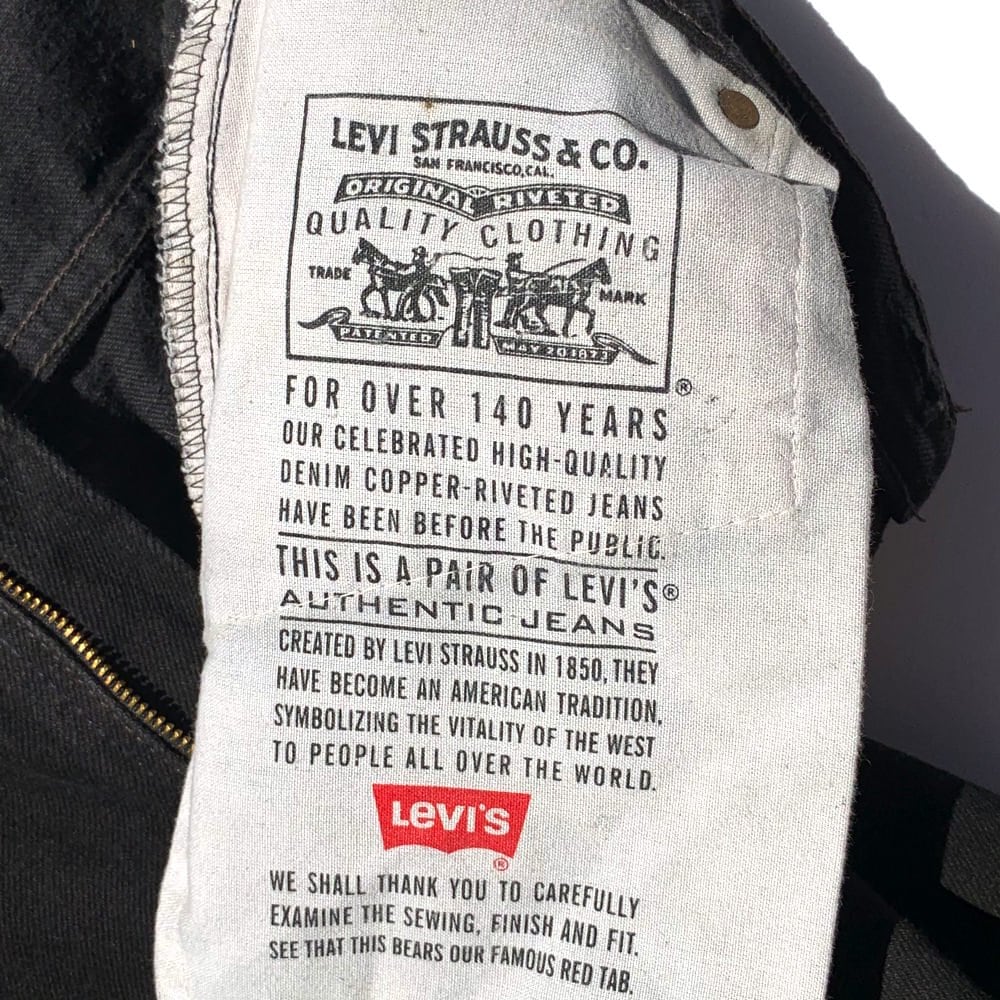 LEVI STRAUSS & CO.
SAN FRANCISCO, CAL.
ORIGINAL RIVETED
QUALITY CLOTHING
TRADE MARK
PATENTED MAY 20 1873
®
FOR OVER 140 YEARS
OUR CELEBRATED HIGH-QUALITY
DENIM COPPER-RIVETED JEANS
HAVE BEEN BEFORE THE PUBLIC.
THIS IS A PAIR OF LEVI'S®
AUTHENTIC JEANS
CREATED BY LEVI STRAUSS IN 1850, THEY
HAVE BECOME AN AMERICAN TRADITION,
SYMBOLIZING THE VITALITY OF THE WEST
TO PEOPLE ALL OVER THE WORLD.
LEVI'S
®
WE SHALL THANK YOU TO CAREFULLY
EXAMINE THE SEWING, FINISH AND FIT.
SEE THAT THIS BEARS OUR FAMOUS RED TAB.